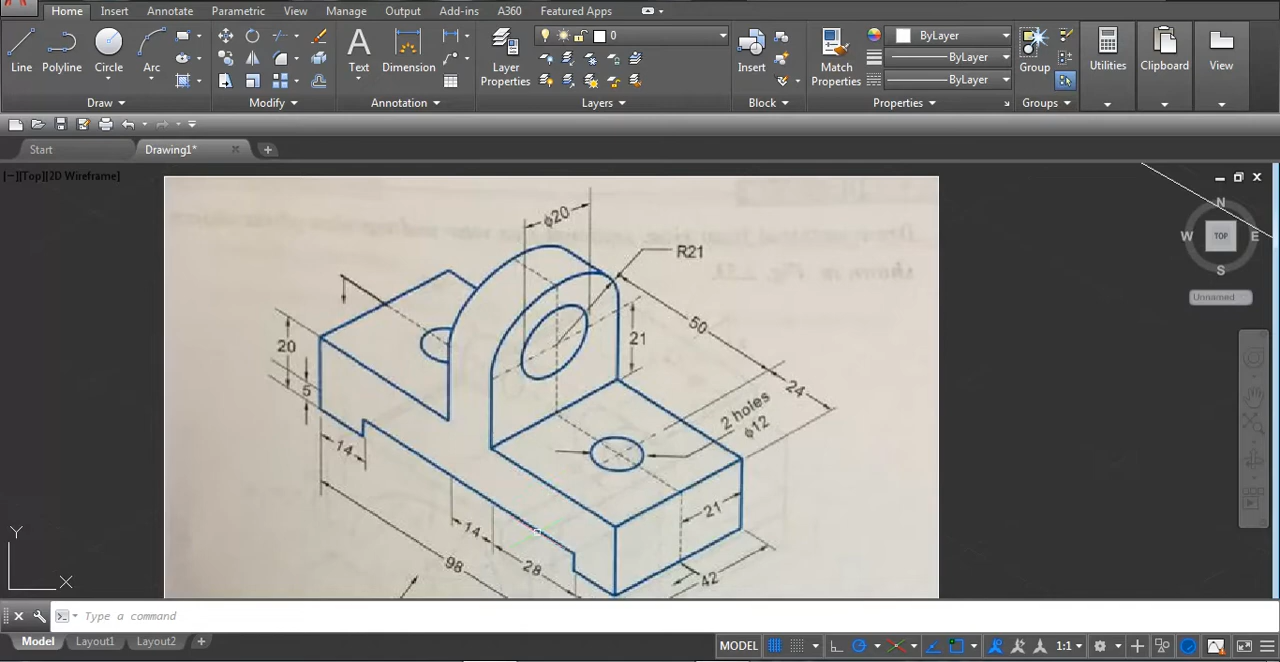 Home Insert Annotate Parametric View Manage Output Add-ins A360 Featured Apps
Line Polyline Circle Arc Text Dimension Layer Properties 0 Insert Match Properties ByLayer ByLayer ByLayer Group Utilities Clipboard View
Draw Modify Annotation Layers Block Properties Groups
Start Drawing1*
[−][Top][2D Wireframe]
N
W TOP E
S
Unnamed
ϕ20
R21
50
21
20
5
24
2 holes
ϕ12
14
21
14
98
28
42
Y
X
Type a command
Model Layout1 Layout2
MODEL 1:1